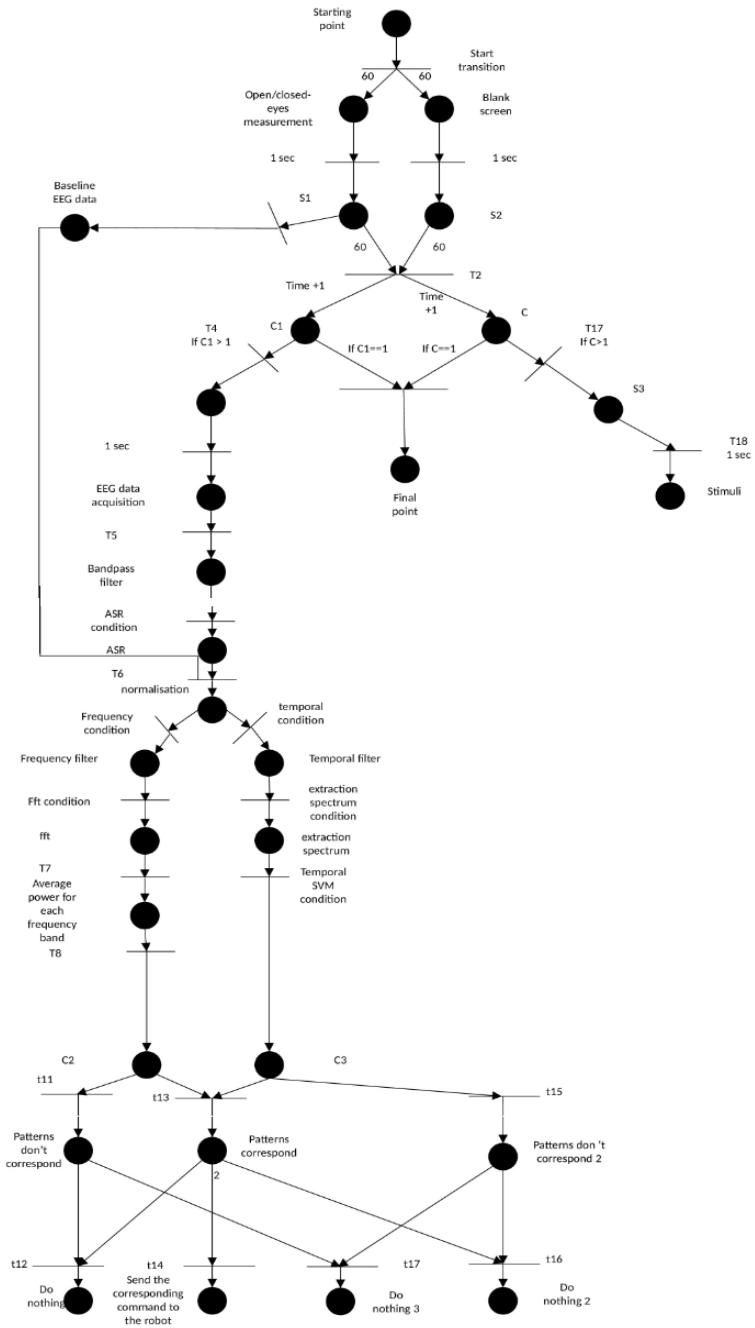 Starting
point
Start
transition
60
60
Open/closed-
eyes
measurement
Blank
screen
1 sec
1 sec
Baseline
EEG data
S1
S2
60
60
T2
Time +1
Time
+1
C1
C
T4
If C1 > 1
If C1==1
If C==1
T17
If C>1
S3
T18
1 sec
1 sec
EEG data
acquisition
Final
point
Stimuli
T5
Bandpass
filter
ASR
condition
ASR
T6
normalisation
Frequency
condition
temporal
condition
Frequency filter
Temporal filter
Fft condition
extraction
spectrum
condition
fft
extraction
spectrum
T7
Average
power for
each
frequency
band
Temporal
SVM
condition
T8
C2
C3
t11
t13
t15
Patterns
don't
correspond
Patterns
correspond
Patterns don 't
correspond 2
2
t12
t14
t17
t16
Do
nothing
Send the
corresponding
command to
the robot
Do
nothing 3
Do
nothing 2